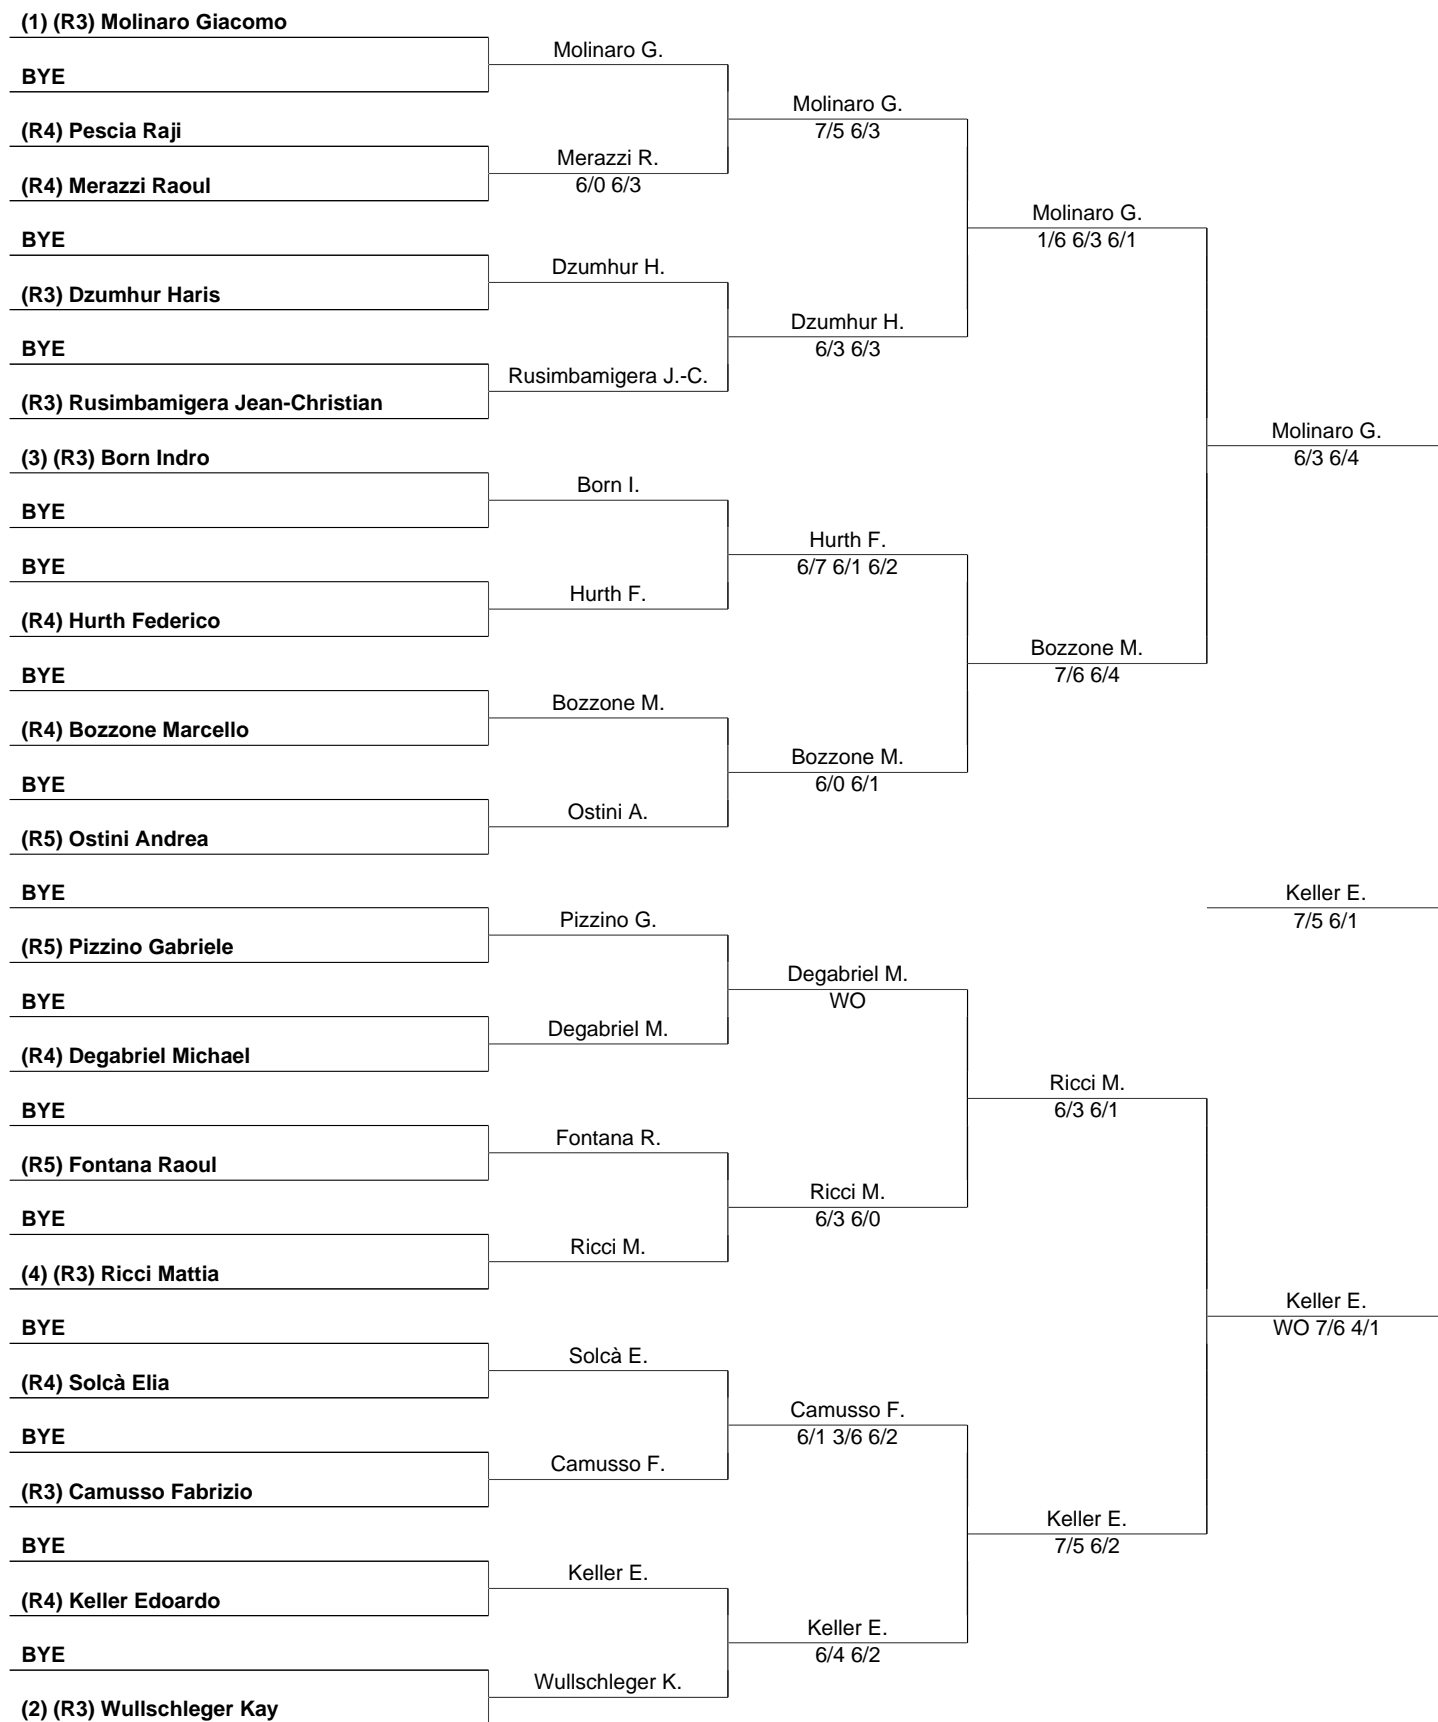 (1) (R3) Molinaro Giacomo
Molinaro G.
BYE
Molinaro G.
7/5 6/3
(R4) Pescia Raji
Merazzi R.
6/0 6/3
(R4) Merazzi Raoul
Molinaro G.
1/6 6/3 6/1
BYE
Dzumhur H.
(R3) Dzumhur Haris
Dzumhur H.
6/3 6/3
BYE
Rusimbamigera J.-C.
(R3) Rusimbamigera Jean-Christian
Molinaro G.
6/3 6/4
(3) (R3) Born Indro
Born I.
BYE
Hurth F.
6/7 6/1 6/2
BYE
Hurth F.
(R4) Hurth Federico
Bozzone M.
7/6 6/4
BYE
Bozzone M.
(R4) Bozzone Marcello
Bozzone M.
6/0 6/1
BYE
Ostini A.
(R5) Ostini Andrea
BYE
Keller E.
7/5 6/1
Pizzino G.
(R5) Pizzino Gabriele
Degabriel M.
WO
BYE
Degabriel M.
(R4) Degabriel Michael
Ricci M.
6/3 6/1
BYE
Fontana R.
(R5) Fontana Raoul
Ricci M.
6/3 6/0
BYE
Ricci M.
(4) (R3) Ricci Mattia
Keller E.
WO 7/6 4/1
BYE
Solcà E.
(R4) Solcà Elia
Camusso F.
6/1 3/6 6/2
BYE
Camusso F.
(R3) Camusso Fabrizio
Keller E.
7/5 6/2
BYE
Keller E.
(R4) Keller Edoardo
Keller E.
6/4 6/2
BYE
Wullschleger K.
(2) (R3) Wullschleger Kay